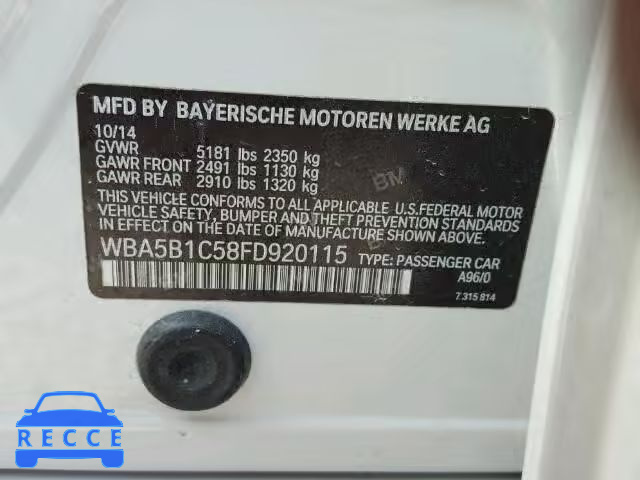 MFD BY BAYERISCHE MOTOREN WERKE AG
10/14
GVWR 5181 lbs 2350 kg
GAWR FRONT 2491 lbs 1130 kg
GAWR REAR 2910 lbs 1320 kg
THIS VEHICLE CONFORMS TO ALL APPLICABLE U.S.FEDERAL MOTOR
VEHICLE SAFETY, BUMPER AND THEFT PREVENTION STANDARDS
IN EFFECT ON THE DATE OF MANUFACTURE SHOWN ABOVE.
WBA5B1C58FD920115 TYPE: PASSENGER CAR
A96/0
7 315 814
RECCE